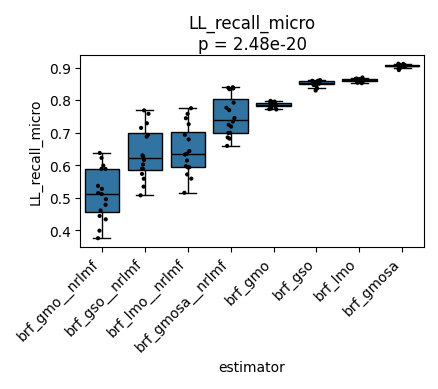 LL_recall_micro
p = 2.48e-20
LL_recall_micro
0.9
0.8
0.7
0.6
0.5
0.4
brf_gmo__nrlmf
brf_gso__nrlmf
brf_lmo__nrlmf
brf_gmosa__nrlmf
brf_gmo
brf_gso
brf_lmo
brf_gmosa
estimator